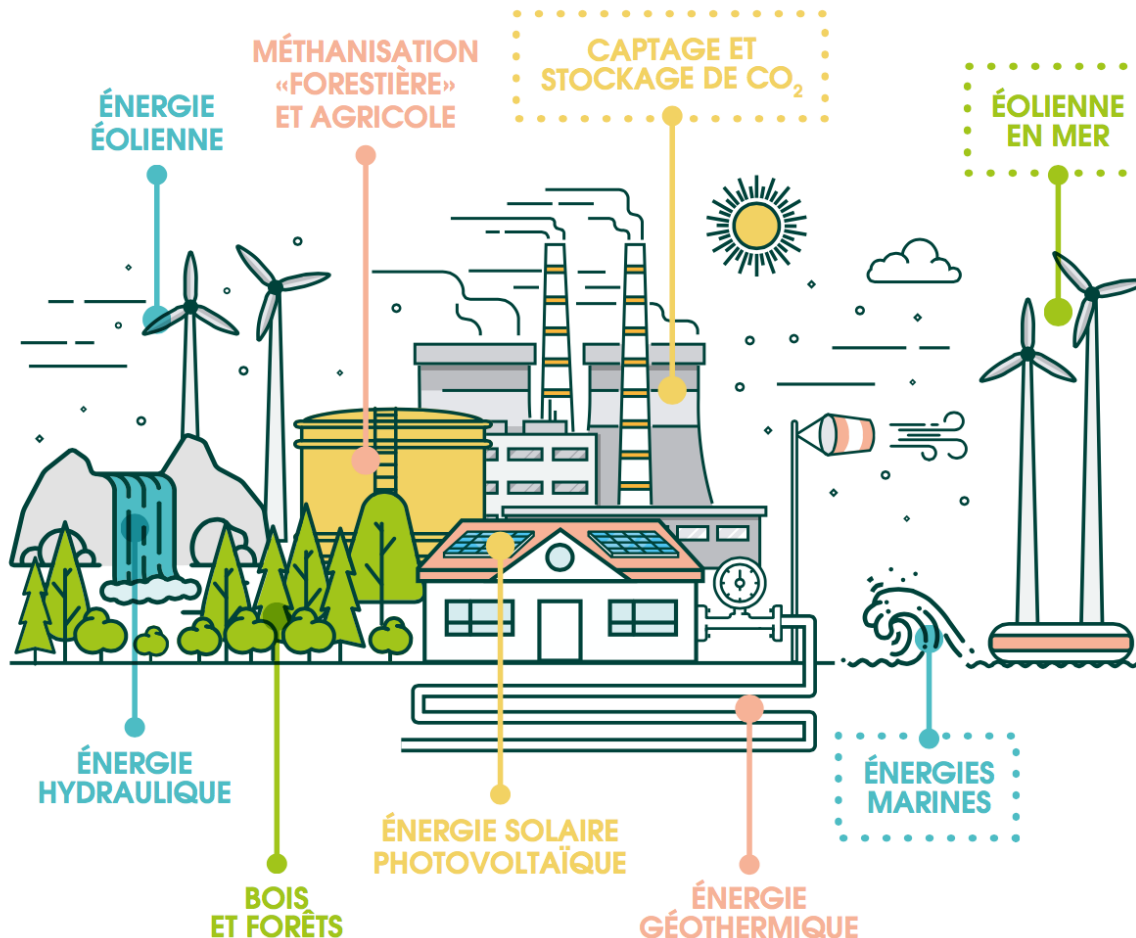 MÉTHANISATION
«FORESTIÈRE»
ET AGRICOLE
CAPTAGE ET
STOCKAGE DE CO₂
ÉNERGIE
ÉOLIENNE
ÉOLIENNE
EN MER
ÉNERGIE
HYDRAULIQUE
ÉNERGIES
MARINES
ÉNERGIE SOLAIRE
PHOTOVOLTAÏQUE
BOIS
ET FORÊTS
ÉNERGIE
GÉOTHERMIQUE